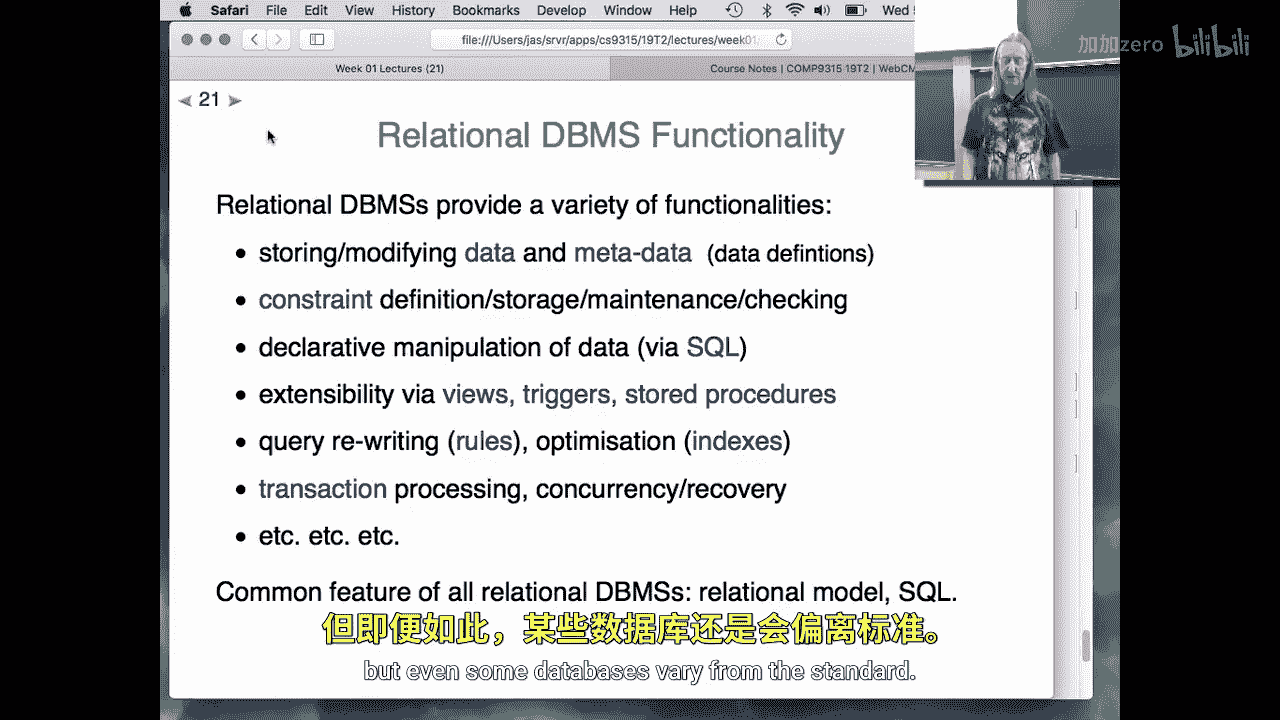 Safari File Edit View History Bookmarks Develop Window Help Wed
加加zero bilibili
file:///Users/jas/srvr/apps/cs9315/19T2/lectures/week01/
Week 01 Lectures (21) Course Notes | COMP9315 19T2 | WebCM
21
Relational DBMS Functionality
Relational DBMSs provide a variety of functionalities:
• storing/modifying data and meta-data (data defintions)
• constraint definition/storage/maintenance/checking
• declarative manipulation of data (via SQL)
• extensibility via views, triggers, stored procedures
• query re-writing (rules), optimisation (indexes)
• transaction processing, concurrency/recovery
• etc. etc. etc.
Common feature of all relational DBMSs: relational model, SQL.
但即便如此，某些数据库还是会偏离标准。
but even some databases vary from the standard.